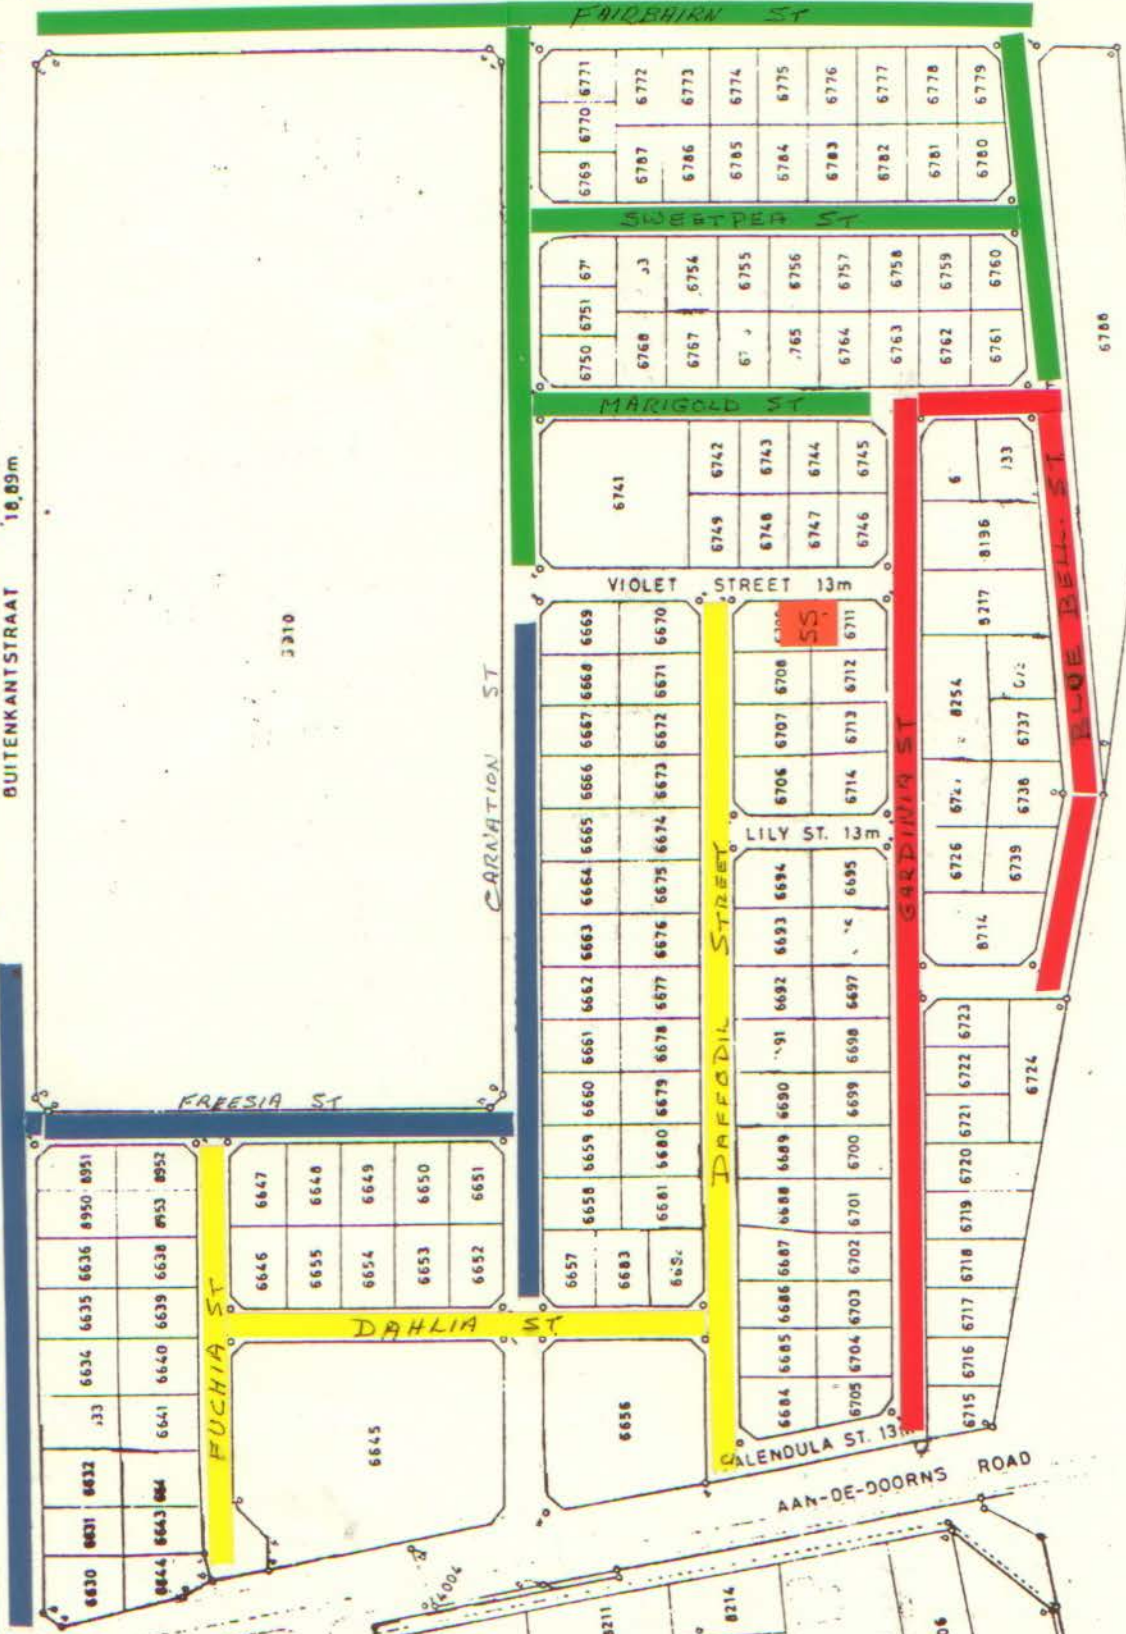 FAIRBAIRN ST
6771 6772 6773 6774 6775 6776 6777 6778 6779
6770
6769 6787 6786 6785 6784 6783 6782 6781 6780
SWEETPEA ST
6754 6755 6756 6757 6758 6759 6760
6751
6750 6768 6767 6764 6763 6762 6761
6788
MARIGOLD ST
6741
6742 6743 6744 6745
6749 6748 6747 6746
8196
8217
BLUE BELL ST
BUITENKANTSTRAAT 18,89m
3310
VIOLET STREET 13m
CARNATION ST
6669 6670
6668 6671
6667 6672
6666 6673
6665 6674
6664 6675
6663 6676
6662 6677
6661 6678
6660 6679
6659 6680
6658 6681
6657 6683
SS.
6711
6708 6712
6707 6713
6706 6714
LILY ST. 13m
GARDINIA ST
8254
6737
6738
6726 6739
8714
DAFFODIL STREET
6694 6695
6693
6692 6697
6698
6690 6699
6689 6700
6688 6701
6687 6702
6686 6703
6685 6704
6684 6705
6723
6722 6724
6721
6720
6719
6718
6717
6716
6715
FREESIA ST
8951 8952
8950 8953
6636 6638
6635 6639
6634 6640
6641
6632
6631 6643
6630 6644
FUCHIA ST
6647 6648 6649 6650 6651
6646 6655 6654 6653 6652
DAHLIA ST
6645
6656
CALENDULA ST. 13m
AAN-DE-DOORNS ROAD
8211
8214